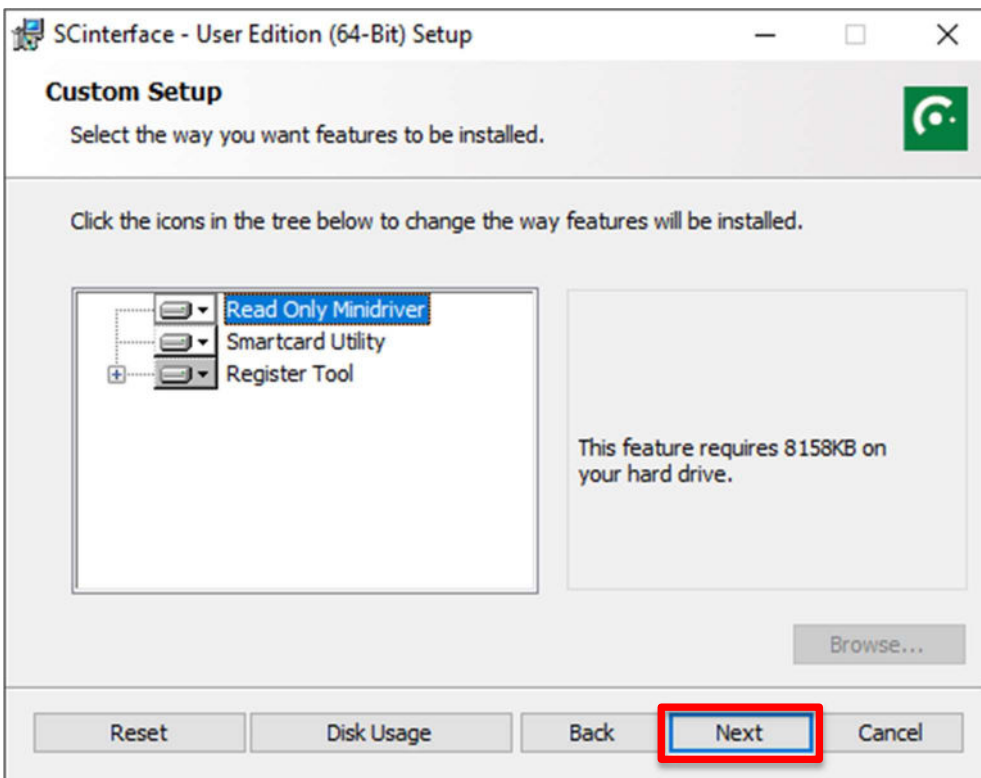 SCinterface - User Edition (64-Bit) Setup
Custom Setup
Select the way you want features to be installed.
Click the icons in the tree below to change the way features will be installed.
Read Only Minidriver
Smartcard Utility
Register Tool
This feature requires 8158KB on
your hard drive.
Browse...
Reset Disk Usage Back Next Cancel